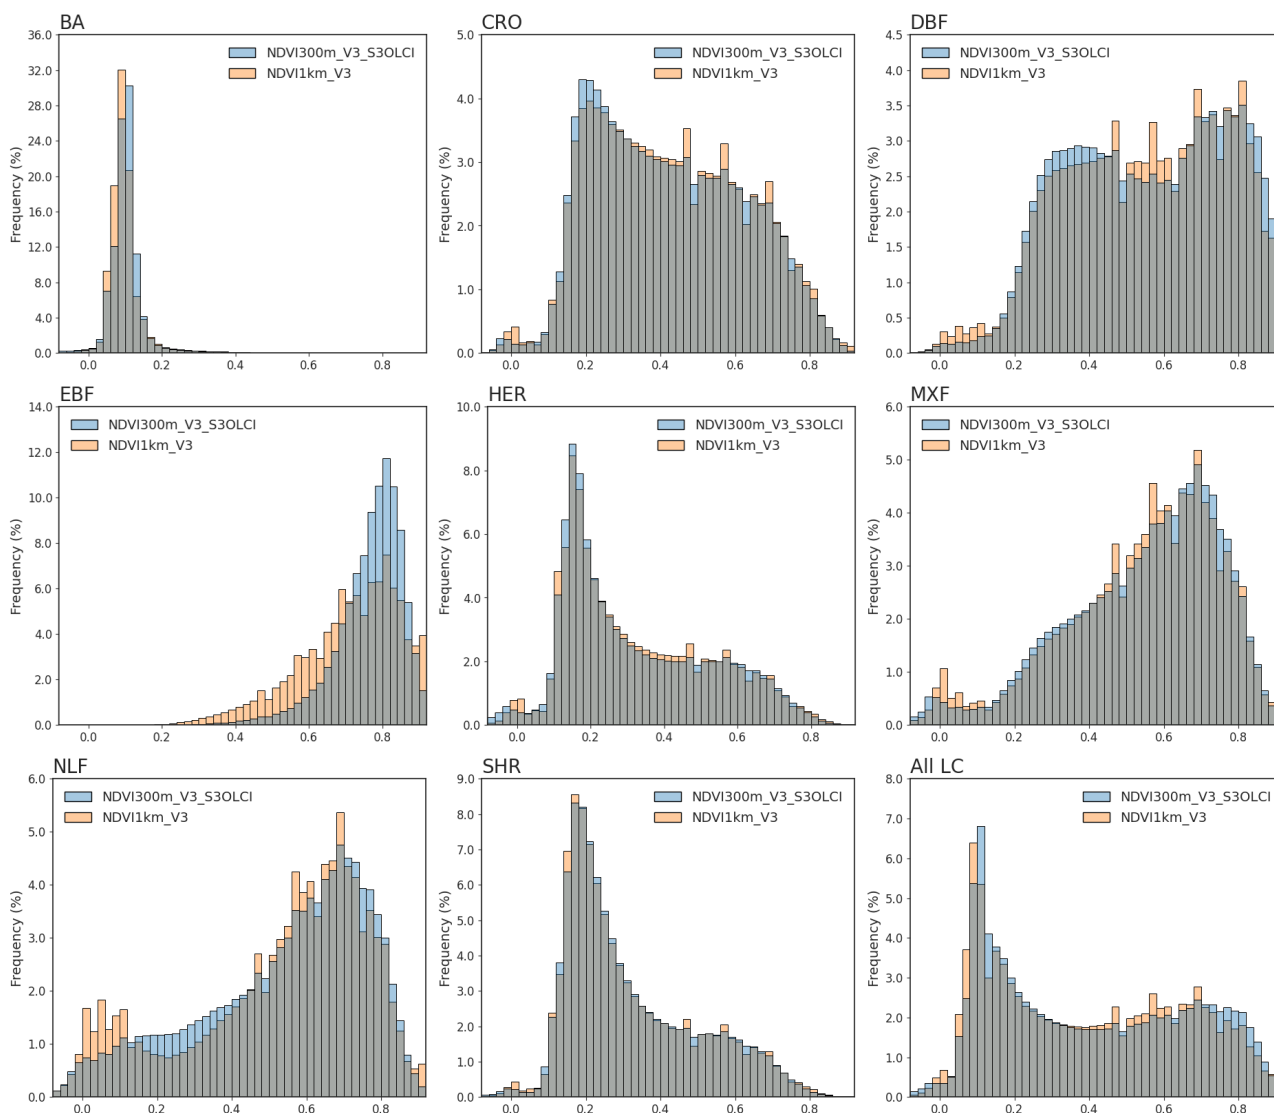 BA
36.0
32.0
28.0
24.0
20.0
16.0
12.0
8.0
4.0
0.0
Frequency (%)
0.0 0.2 0.4 0.6 0.8
NDVI300m_V3_S3OLCI
NDVI1km_V3
CRO
5.0
4.0
3.0
2.0
1.0
0.0
Frequency (%)
0.0 0.2 0.4 0.6 0.8
NDVI300m_V3_S3OLCI
NDVI1km_V3
DBF
4.5
4.0
3.5
3.0
2.5
2.0
1.5
1.0
0.5
0.0
Frequency (%)
0.0 0.2 0.4 0.6 0.8
NDVI300m_V3_S3OLCI
NDVI1km_V3
EBF
14.0
12.0
10.0
8.0
6.0
4.0
2.0
0.0
Frequency (%)
0.0 0.2 0.4 0.6 0.8
NDVI300m_V3_S3OLCI
NDVI1km_V3
HER
10.0
8.0
6.0
4.0
2.0
0.0
Frequency (%)
0.0 0.2 0.4 0.6 0.8
NDVI300m_V3_S3OLCI
NDVI1km_V3
MXF
6.0
5.0
4.0
3.0
2.0
1.0
0.0
Frequency (%)
0.0 0.2 0.4 0.6 0.8
NDVI300m_V3_S3OLCI
NDVI1km_V3
NLF
6.0
5.0
4.0
3.0
2.0
1.0
0.0
Frequency (%)
0.0 0.2 0.4 0.6 0.8
NDVI300m_V3_S3OLCI
NDVI1km_V3
SHR
9.0
8.0
7.0
6.0
5.0
4.0
3.0
2.0
1.0
0.0
Frequency (%)
0.0 0.2 0.4 0.6 0.8
NDVI300m_V3_S3OLCI
NDVI1km_V3
All LC
8.0
7.0
6.0
5.0
4.0
3.0
2.0
1.0
0.0
Frequency (%)
0.0 0.2 0.4 0.6 0.8
NDVI300m_V3_S3OLCI
NDVI1km_V3